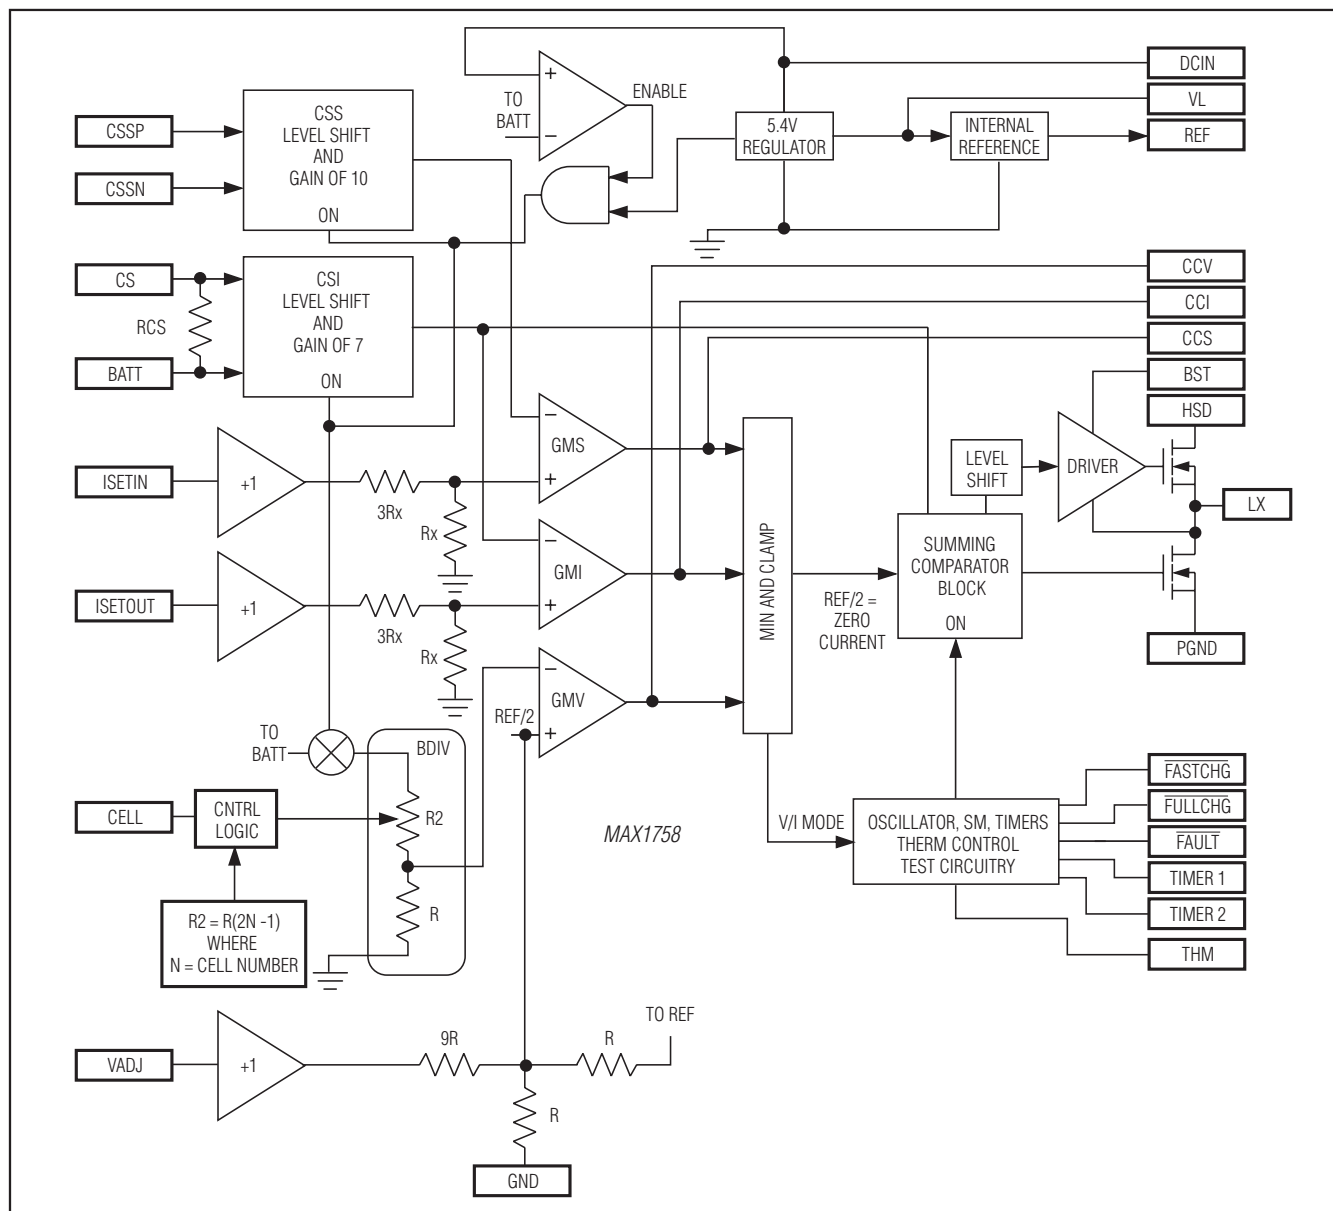 +
TO
BATT
−
ENABLE
DCIN
VL
REF
5.4V
REGULATOR
INTERNAL
REFERENCE
CSSP
CSSN
CSS
LEVEL SHIFT
AND
GAIN OF 10
ON
CS
RCS
BATT
CSI
LEVEL SHIFT
AND
GAIN OF 7
ON
CCV
CCI
CCS
BST
HSD
LX
PGND
ISETIN
+1
3Rx
Rx
−
GMS
+
ISETOUT
+1
3Rx
Rx
−
GMI
+
−
GMV
REF/2
+
MIN AND CLAMP
REF/2 =
ZERO
CURRENT
LEVEL
SHIFT
DRIVER
SUMMING
COMPARATOR
BLOCK
ON
TO
BATT
BDIV
R2
R
CELL
CNTRL
LOGIC
R2 = R(2N -1)
WHERE
N = CELL NUMBER
MAX1758
V/I MODE
OSCILLATOR, SM, TIMERS
THERM CONTROL
TEST CIRCUITRY
FASTCHG
FULLCHG
FAULT
TIMER 1
TIMER 2
THM
VADJ
+1
9R
R
TO REF
R
GND